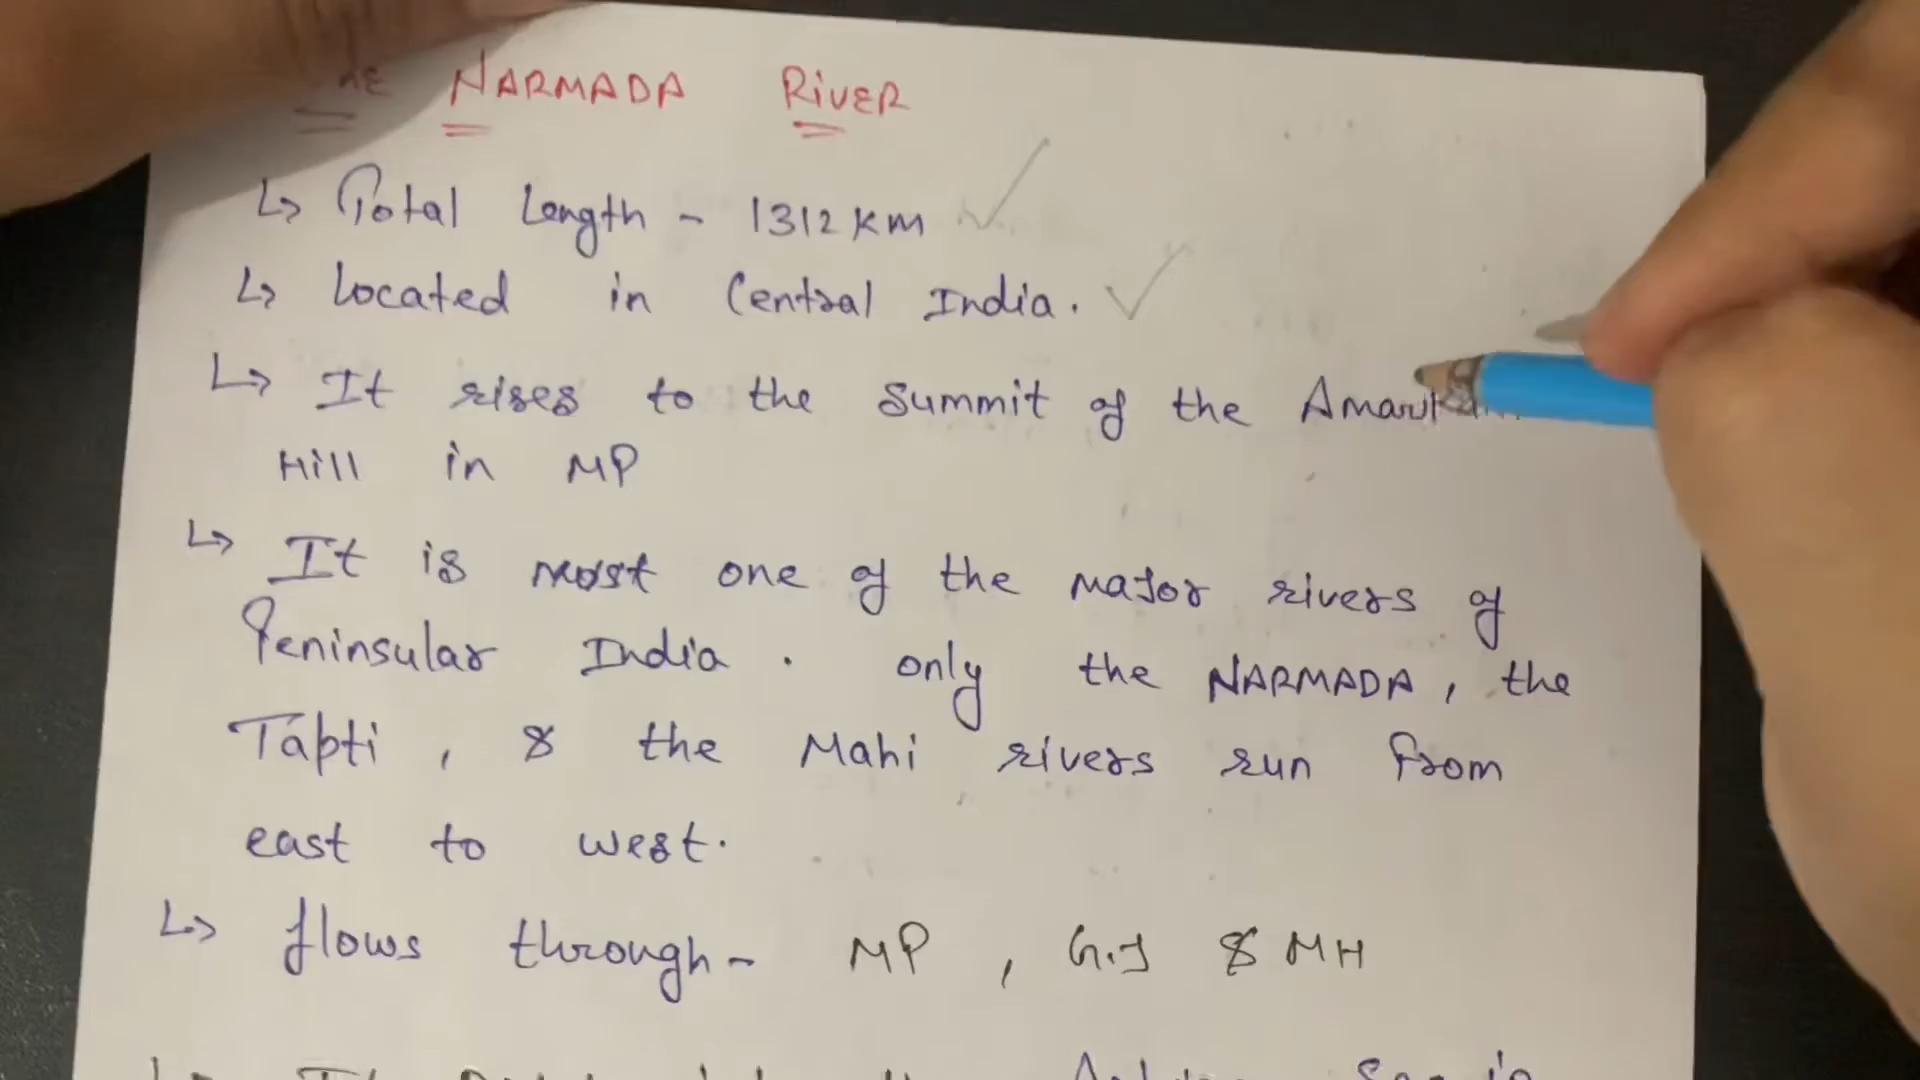 NARMADA RiVER
↳ Total Length - 1312 KM ✓
↳ Located in Central India. ✓
↳ It rises to the Summit of the
Hill in MP
↳ It is most one of the major rivers of
Peninsular India . only the NARMADA, the
Tapti , & the Mahi rivers run from
east to west.
↳ flows through - MP , G.J & MH